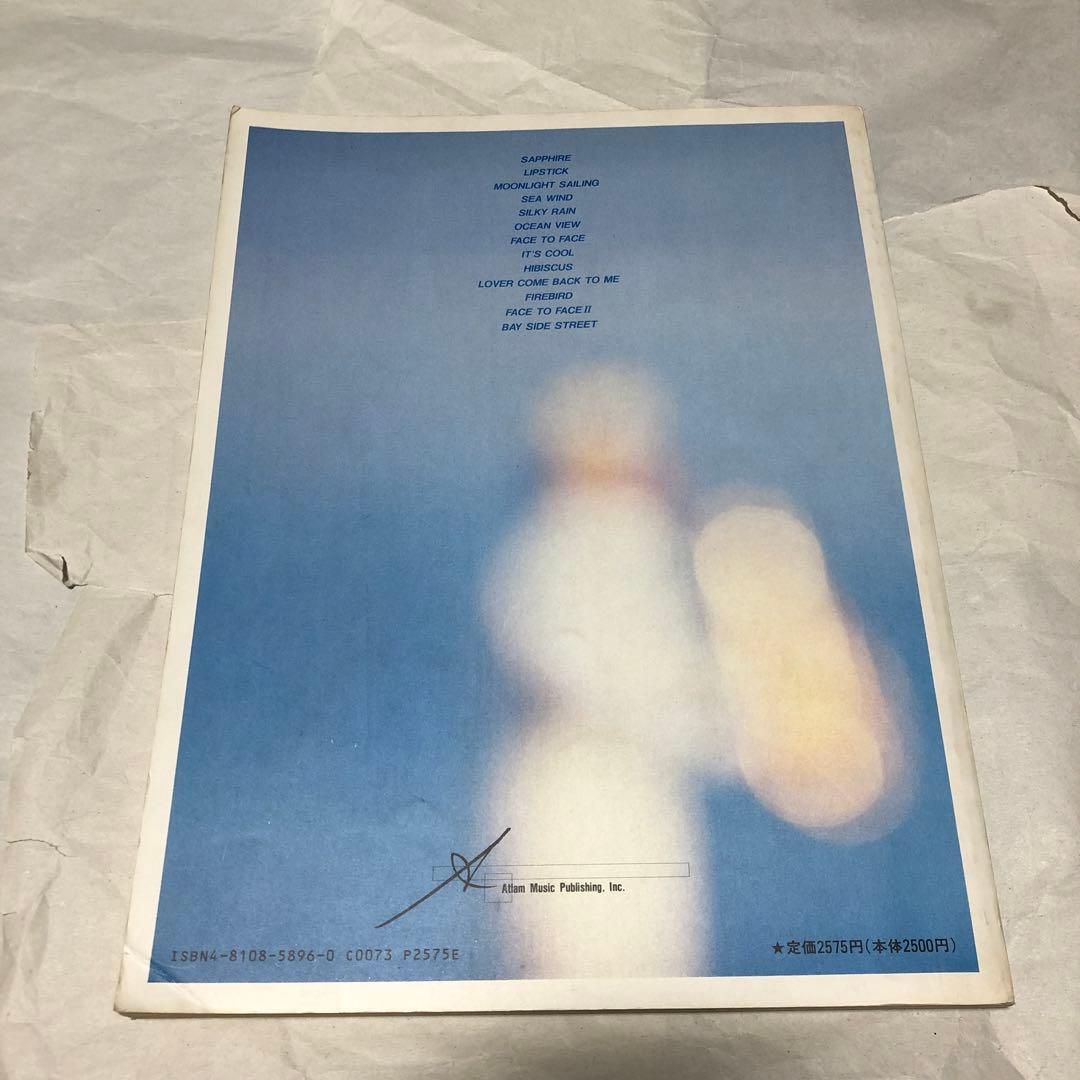 SAPPHIRE
LIPSTICK
MOONLIGHT SAILING
SEA WIND
SILKY RAIN
OCEAN VIEW
FACE TO FACE
IT'S COOL
HIBISCUS
LOVER COME BACK TO ME
FIREBIRD
FACE TO FACE II
BAY SIDE STREET
Atlam Music Publishing, Inc.
ISBN4-8108-5896-0 C0073 P2575E
★定価2575円(本体2500円)